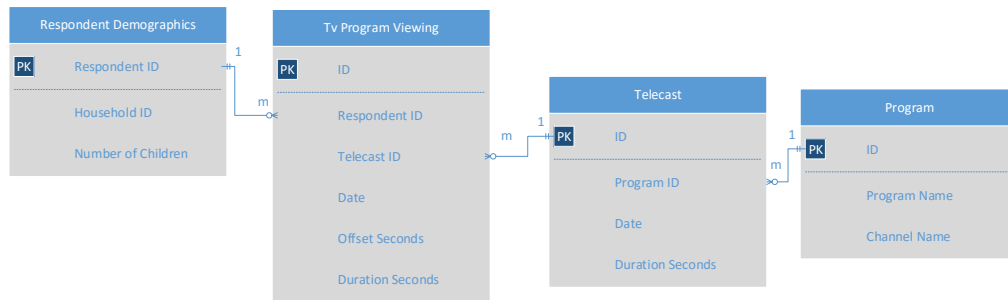 Respondent Demographics
PK Respondent ID
Household ID
Number of Children
1
m
Tv Program Viewing
PK ID
Respondent ID
Telecast ID
Date
Offset Seconds
Duration Seconds
m
1
Telecast
PK ID
Program ID
Date
Duration Seconds
1
m
Program
PK ID
Program Name
Channel Name